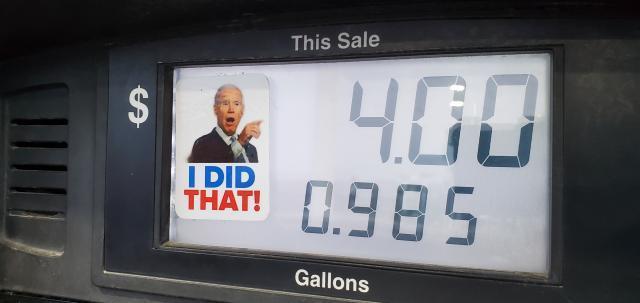 This Sale
$
4.00
I DID
THAT!
0.985
Gallons